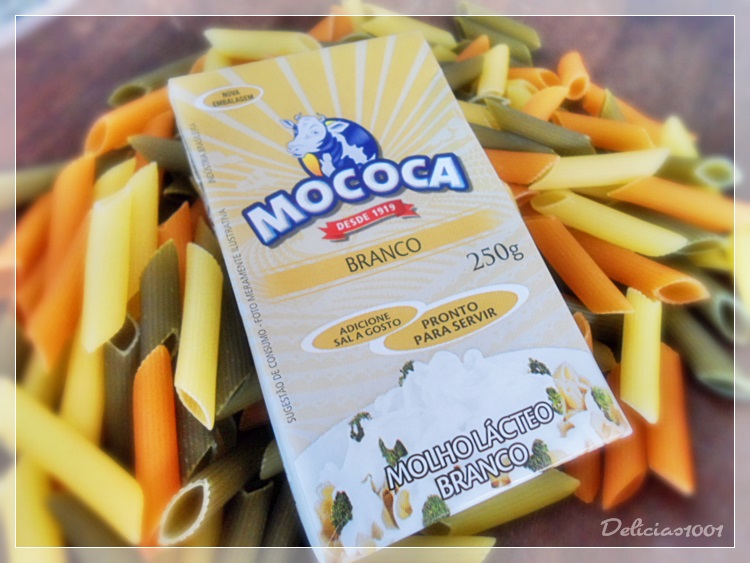 NOVA
EMBALAGEM
MOCOCA
DESDE 1919
BRANCO
250g
ADICIONE
SAL A GOSTO
PRONTO
PARA SERVIR
SUGESTÃO DE CONSUMO - FOTO MERAMENTE ILUSTRATIVA
MOLHO LÁCTEO
BRANCO
Delicias1001